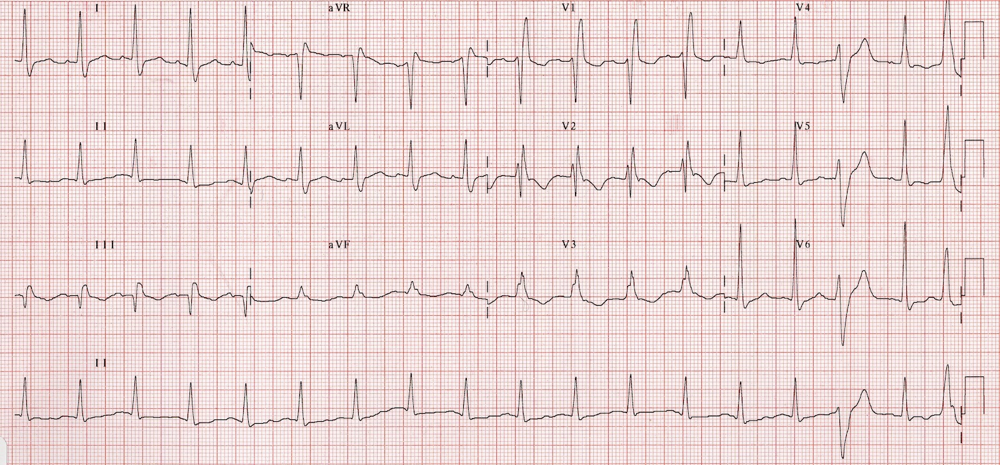 I aVR V1 V4
II aVL V2 V5
III aVF V3 V6
II